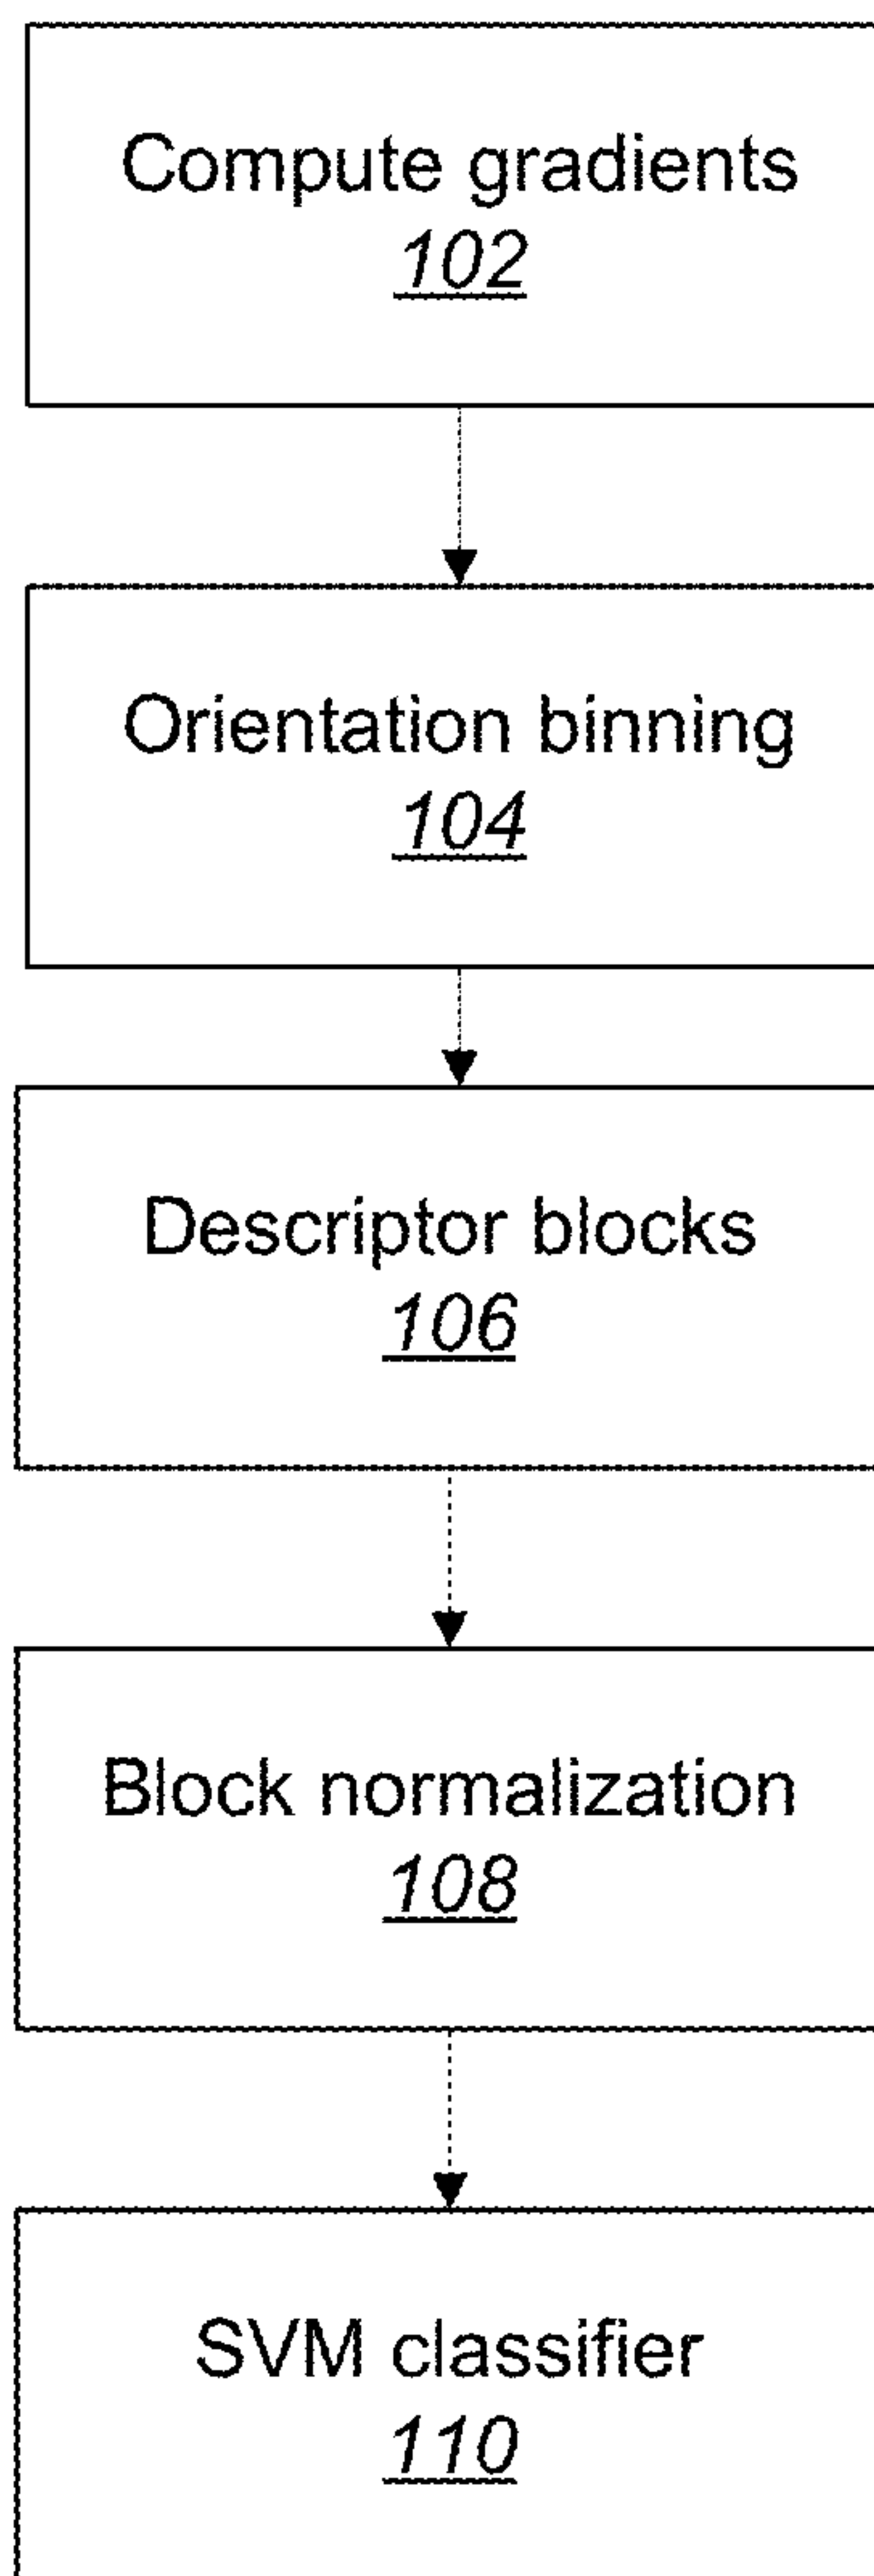 Compute gradients
102
Orientation binning
104
Descriptor blocks
106
Block normalization
108
SVM classifier
110